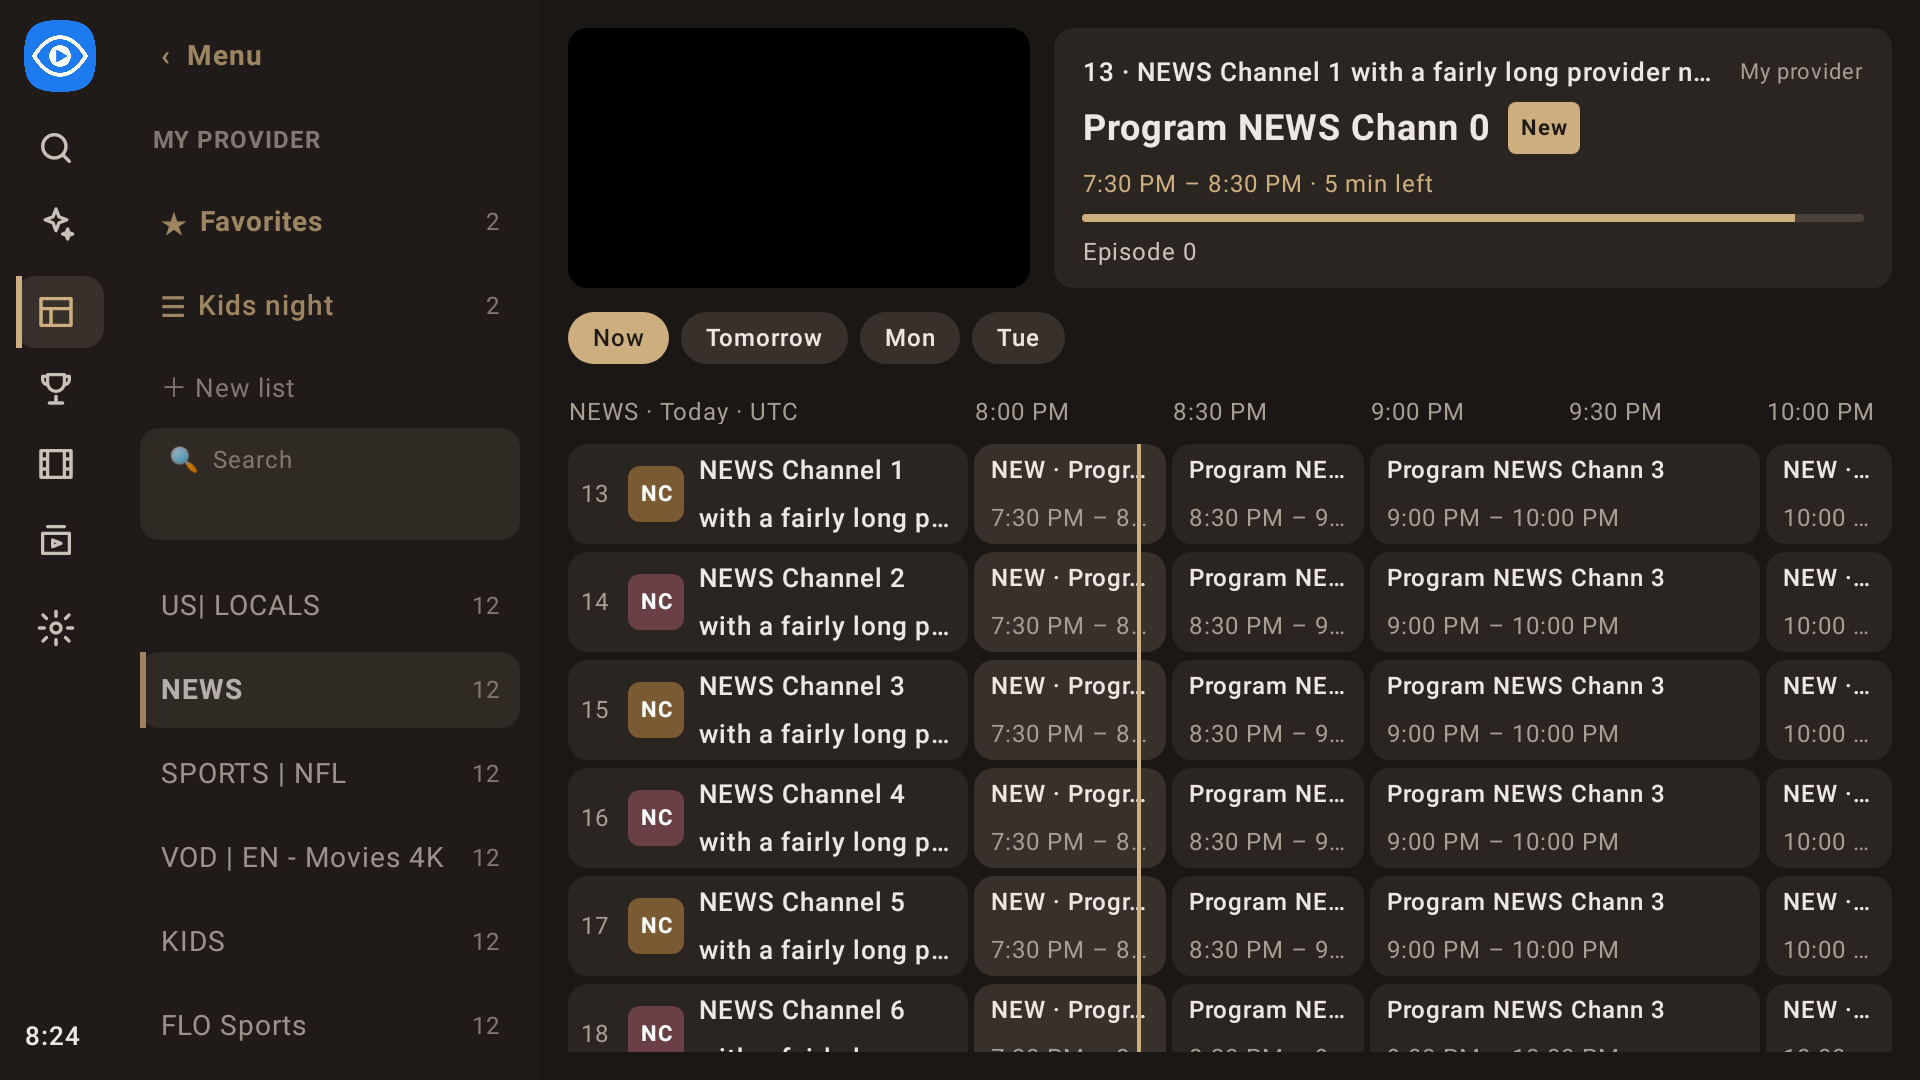 ‹ Menu
MY PROVIDER
★ Favorites 2
☰ Kids night 2
+ New list
Search
US| LOCALS 12
NEWS 12
SPORTS | NFL 12
VOD | EN - Movies 4K 12
KIDS 12
FLO Sports 12
8:24
13 · NEWS Channel 1 with a fairly long provider n… My provider
Program NEWS Chann 0 New
7:30 PM – 8:30 PM · 5 min left
Episode 0
Now Tomorrow Mon Tue
NEWS · Today · UTC 8:00 PM 8:30 PM 9:00 PM 9:30 PM 10:00 PM
13 NC NEWS Channel 1 with a fairly long p… NEW · Progr… 7:30 PM – 8… Program NE… 8:30 PM – 9… Program NEWS Chann 3 9:00 PM – 10:00 PM NEW ·… 10:00 …
14 NC NEWS Channel 2 with a fairly long p… NEW · Progr… 7:30 PM – 8… Program NE… 8:30 PM – 9… Program NEWS Chann 3 9:00 PM – 10:00 PM NEW ·… 10:00 …
15 NC NEWS Channel 3 with a fairly long p… NEW · Progr… 7:30 PM – 8… Program NE… 8:30 PM – 9… Program NEWS Chann 3 9:00 PM – 10:00 PM NEW ·… 10:00 …
16 NC NEWS Channel 4 with a fairly long p… NEW · Progr… 7:30 PM – 8… Program NE… 8:30 PM – 9… Program NEWS Chann 3 9:00 PM – 10:00 PM NEW ·… 10:00 …
17 NC NEWS Channel 5 with a fairly long p… NEW · Progr… 7:30 PM – 8… Program NE… 8:30 PM – 9… Program NEWS Chann 3 9:00 PM – 10:00 PM NEW ·… 10:00 …
18 NC NEWS Channel 6 NEW · Progr… Program NE… Program NEWS Chann 3 NEW ·…